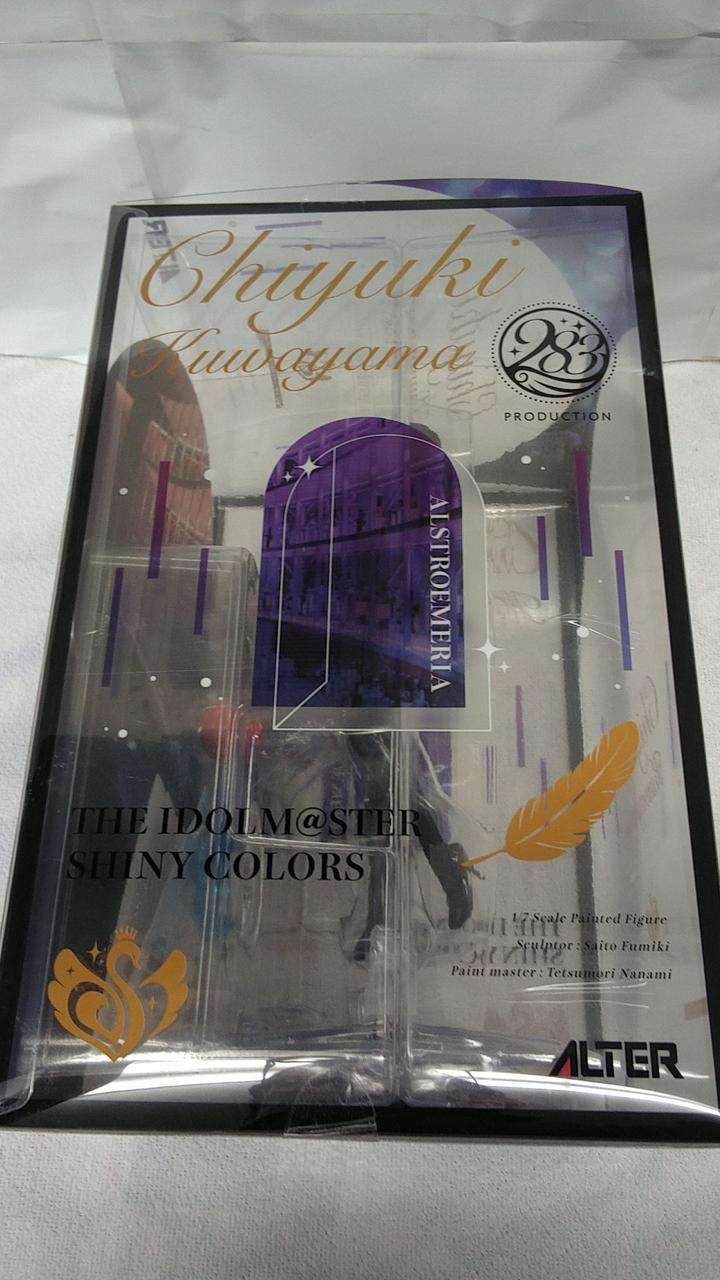 Chiyuki
Kuwayama
283
PRODUCTION
ALSTROEMERIA
THE IDOLM@STER
SHINY COLORS
1/7 Scale Painted Figure
Sculptor : Saito Fumiki
Paint master : Tetsumori Nanami
ALTER